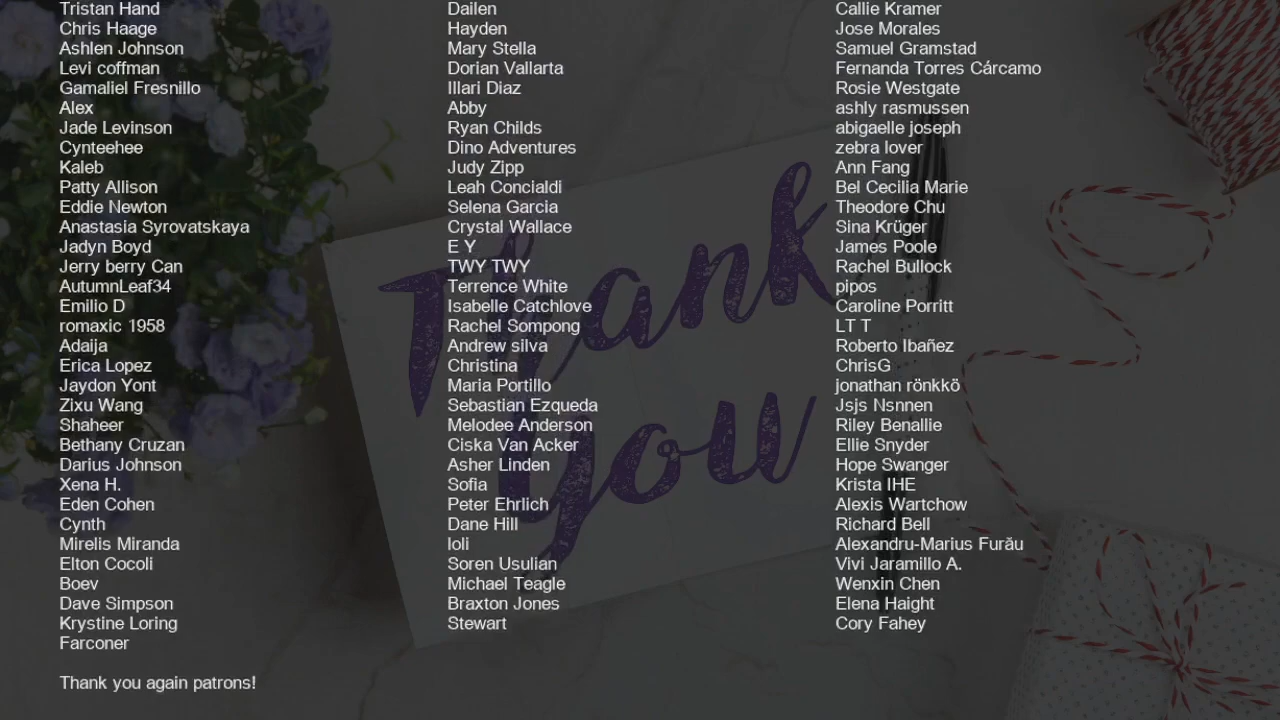 Tristan Hand
Chris Haage
Ashlen Johnson
Levi coffman
Gamaliel Fresnillo
Alex
Jade Levinson
Cynteehee
Kaleb
Patty Allison
Eddie Newton
Anastasia Syrovatskaya
Jadyn Boyd
Jerry berry Can
AutumnLeaf34
Emilio D
romaxic 1958
Adaija
Erica Lopez
Jaydon Yont
Zixu Wang
Shaheer
Bethany Cruzan
Darius Johnson
Xena H.
Eden Cohen
Cynth
Mirelis Miranda
Elton Cocoli
Boev
Dave Simpson
Krystine Loring
Farconer
Thank you again patrons!
Dailen
Hayden
Mary Stella
Dorian Vallarta
Illari Diaz
Abby
Ryan Childs
Dino Adventures
Judy Zipp
Leah Concialdi
Selena Garcia
Crystal Wallace
E Y
TWY TWY
Terrence White
Isabelle Catchlove
Rachel Sompong
Andrew silva
Christina
Maria Portillo
Sebastian Ezqueda
Melodee Anderson
Ciska Van Acker
Asher Linden
Sofia
Peter Ehrlich
Dane Hill
loli
Soren Usulian
Michael Teagle
Braxton Jones
Stewart
Callie Kramer
Jose Morales
Samuel Gramstad
Fernanda Torres Cárcamo
Rosie Westgate
ashly rasmussen
abigaelle joseph
zebra lover
Ann Fang
Bel Cecilia Marie
Theodore Chu
Sina Krüger
James Poole
Rachel Bullock
pipos
Caroline Porritt
LT T
Roberto Ibañez
ChrisG
jonathan rönkkö
Jsjs Nsnnen
Riley Benallie
Ellie Snyder
Hope Swanger
Krista IHE
Alexis Wartchow
Richard Bell
Alexandru-Marius Furău
Vivi Jaramillo A.
Wenxin Chen
Elena Haight
Cory Fahey
Thank
you